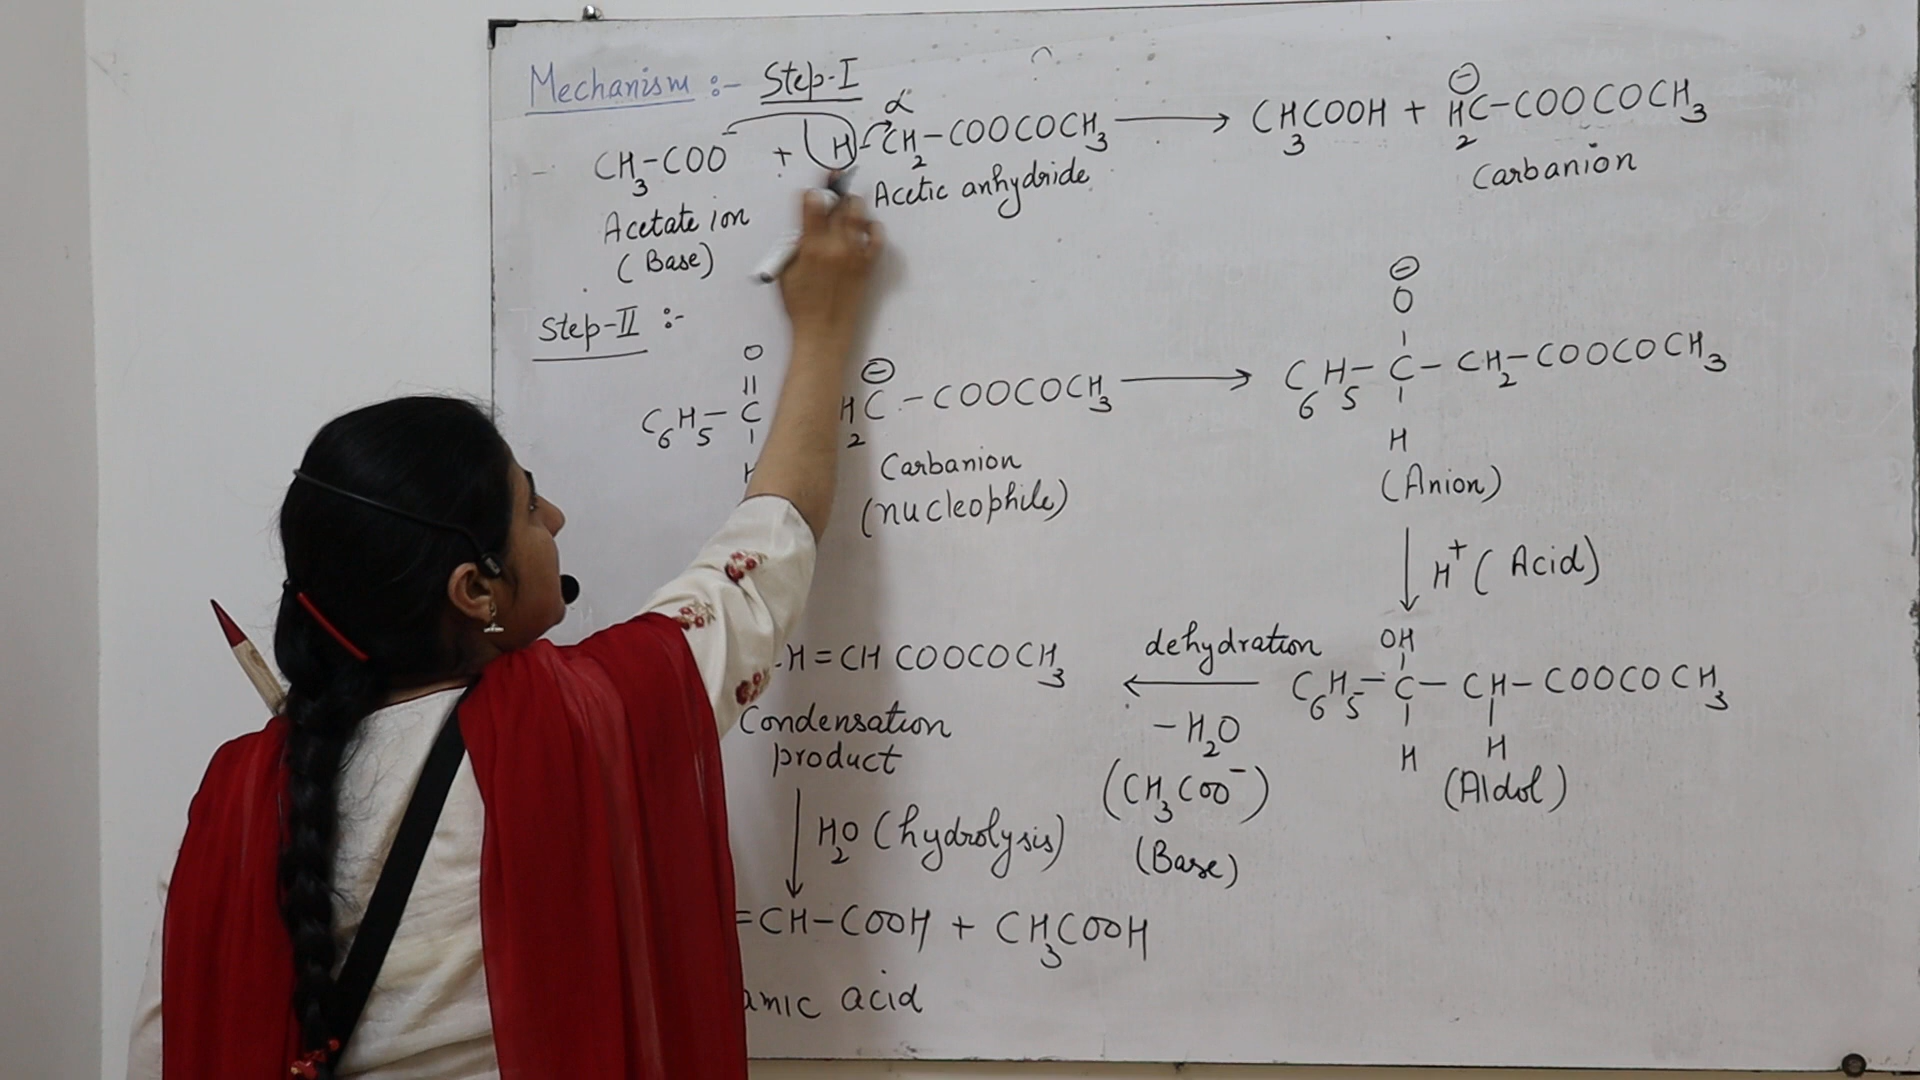 Mechanism :- Step-I
α
CH₃-COO⁻ + H-CH₂-COOCOCH₃ ⟶ CH₃COOH + ⊖H₂C-COOCOCH₃
Acetate ion
(Base)
Acetic anhydride
Carbanion
Step-II :-
O
||
C₆H₅-C
H₂C⊖-COOCOCH₃ ⟶
Carbanion
(nucleophile)
⊖
O
C₆H₅-C-CH₂-COOCOCH₃
H
(Anion)
↓ H⁺ (Acid)
OH
C₆H₅-C-CH-COOCOCH₃
H H
(Aldol)
dehydration
⟵
-H₂O
(CH₃COO⁻)
(Base)
H=CHCOOCOCH₃
Condensation
product
↓ H₂O (hydrolysis)
=CH-COOH + CH₃COOH
amic acid